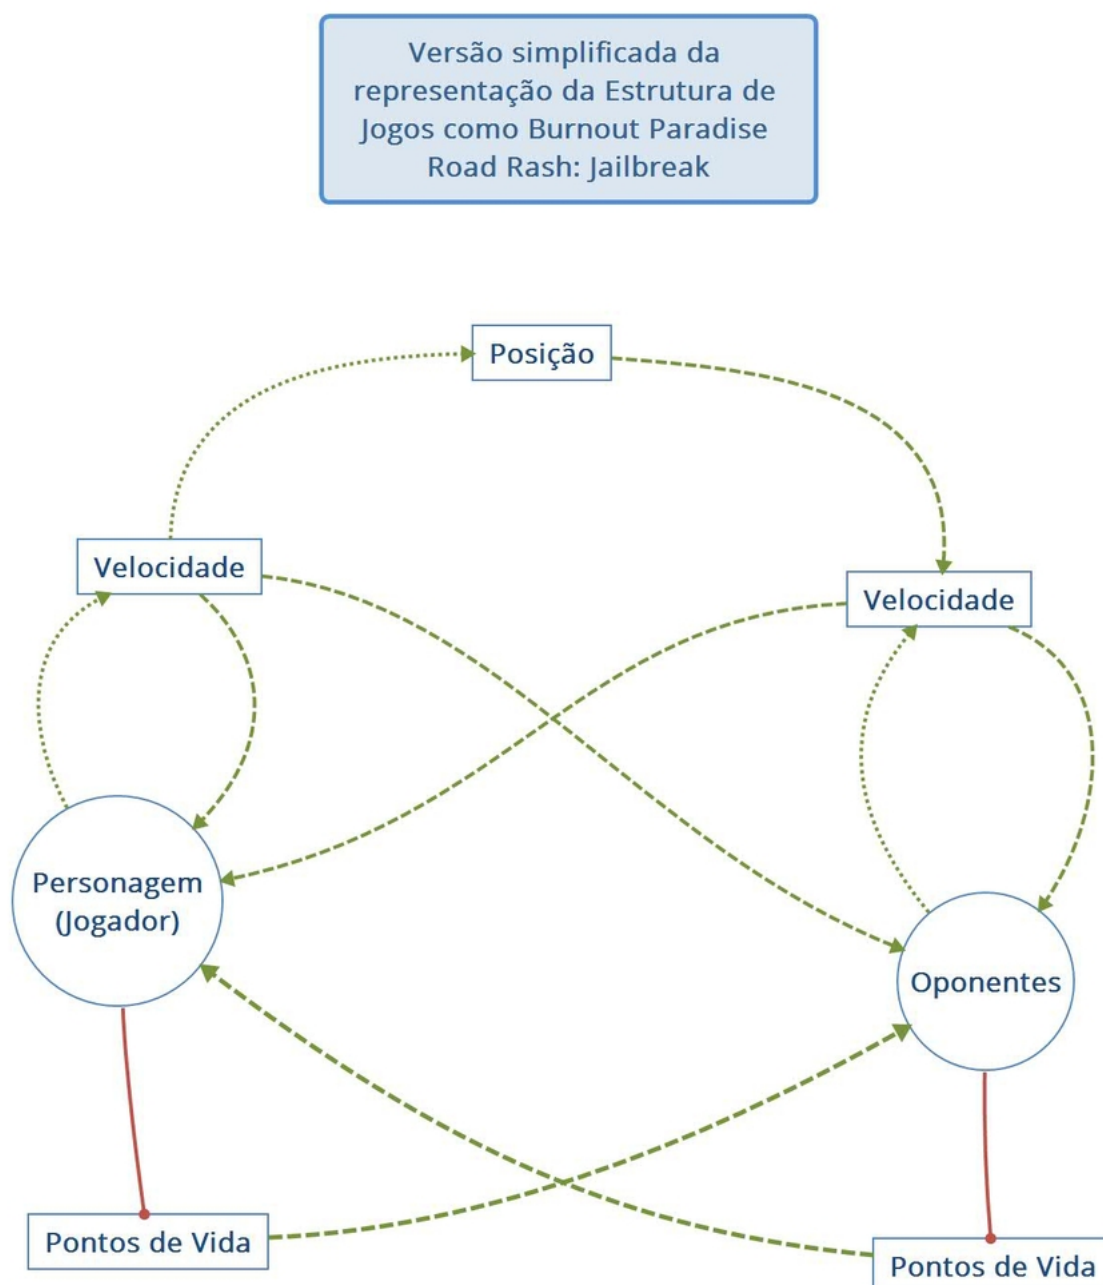 Versão simplificada da
representação da Estrutura de
Jogos como Burnout Paradise
Road Rash: Jailbreak
Posição
Velocidade
Velocidade
Personagem
(Jogador)
Oponentes
Pontos de Vida
Pontos de Vida